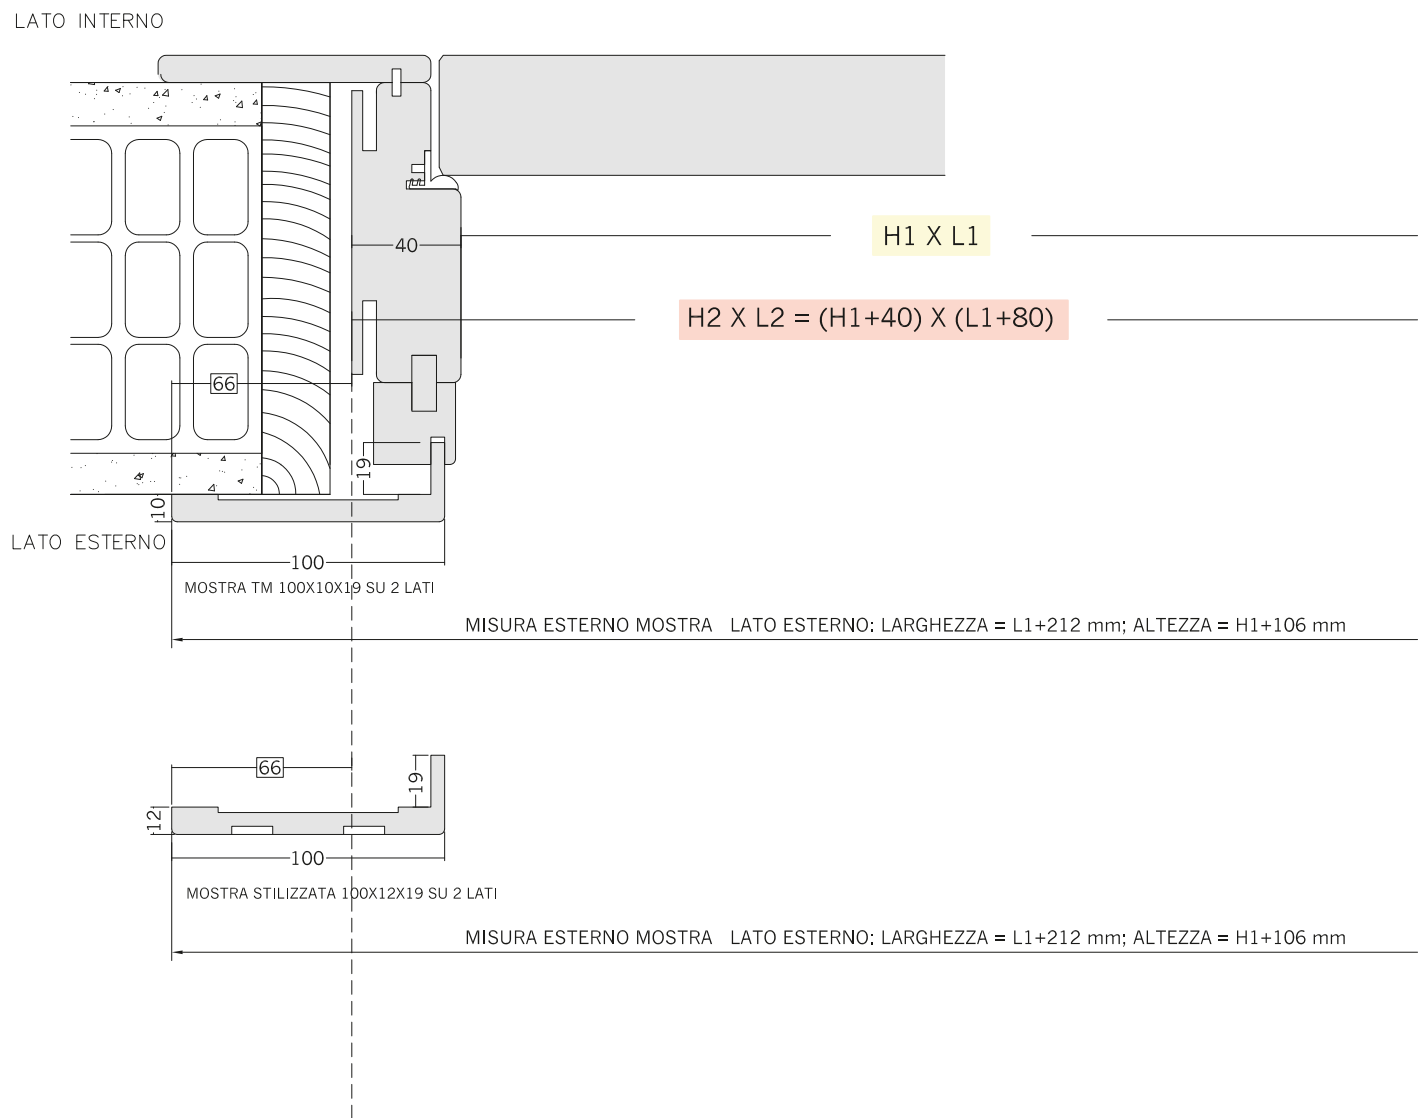 LATO INTERNO
H1 X L1
40
H2 X L2 = (H1+40) X (L1+80)
66
19
10
LATO ESTERNO
100
MOSTRA TM 100X10X19 SU 2 LATI
MISURA ESTERNO MOSTRA LATO ESTERNO: LARGHEZZA = L1+212 mm; ALTEZZA = H1+106 mm
66
19
12
100
MOSTRA STILIZZATA 100X12X19 SU 2 LATI
MISURA ESTERNO MOSTRA LATO ESTERNO: LARGHEZZA = L1+212 mm; ALTEZZA = H1+106 mm